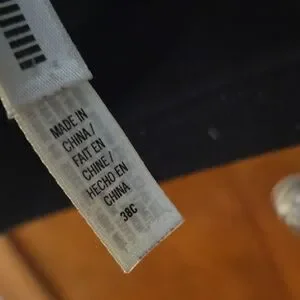 MADE IN
CHINA /
FAIT EN
CHINE /
HECHO EN
CHINA
38C